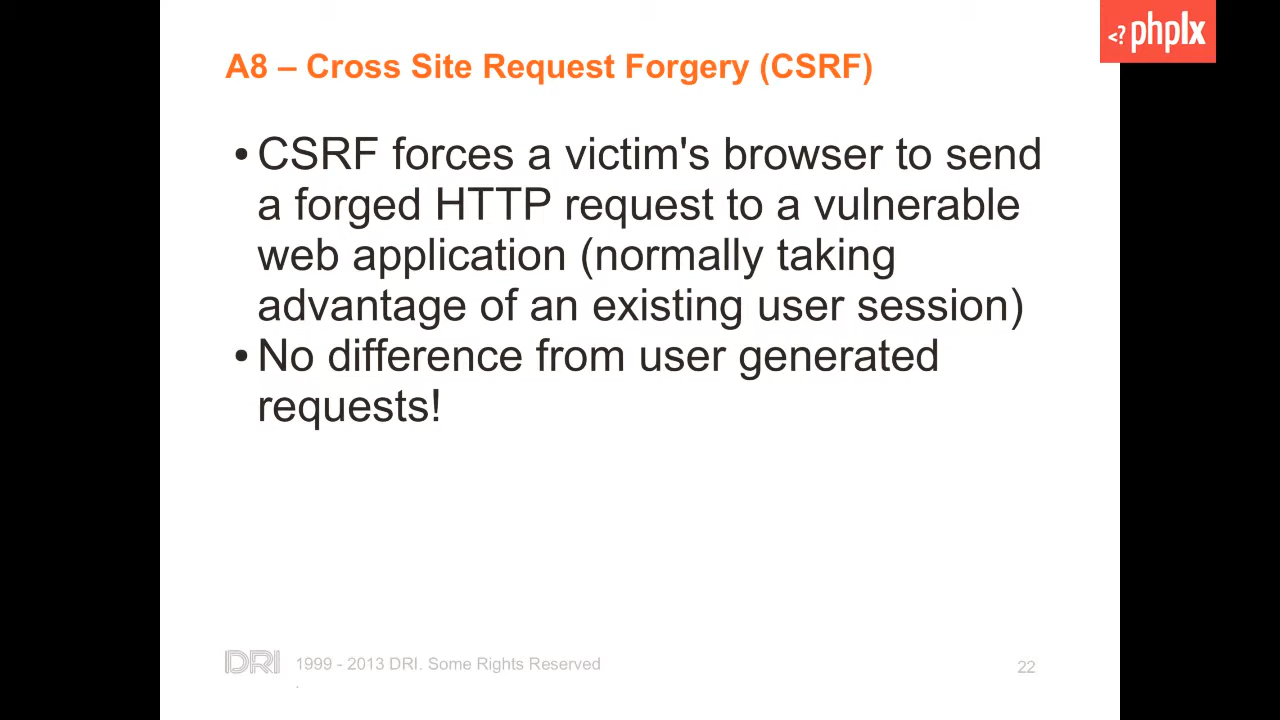 <? phplx
A8 – Cross Site Request Forgery (CSRF)
• CSRF forces a victim's browser to send
a forged HTTP request to a vulnerable
web application (normally taking
advantage of an existing user session)
• No difference from user generated
requests!
DRI 1999 - 2013 DRI. Some Rights Reserved
.
22